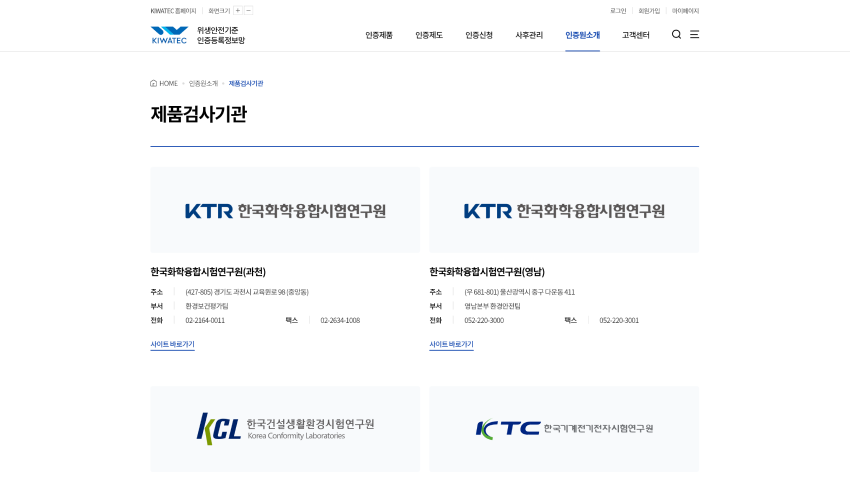 KIWATEC 홈페이지 화면크기 + −
로그인 회원가입 마이페이지
KIWATEC
위생안전기준
인증등록정보망
인증제품 인증제도 인증신청 사후관리 인증원소개 고객센터
HOME 인증원소개 제품검사기관
제품검사기관
KTR 한국화학융합시험연구원
KTR 한국화학융합시험연구원
한국화학융합시험연구원(과천)
주소 (427-805) 경기도 과천시 교육원로 98 (중앙동)
부서 환경보건평가팀
전화 02-2164-0011 팩스 02-2634-1008
사이트 바로가기
한국화학융합시험연구원(영남)
주소 (우 681-801) 울산광역시 중구 다운동 411
부서 영남본부 환경안전팀
전화 052-220-3000 팩스 052-220-3001
사이트 바로가기
KCL 한국건설생활환경시험연구원
Korea Conformity Laboratories
KTC 한국기계전기전자시험연구원